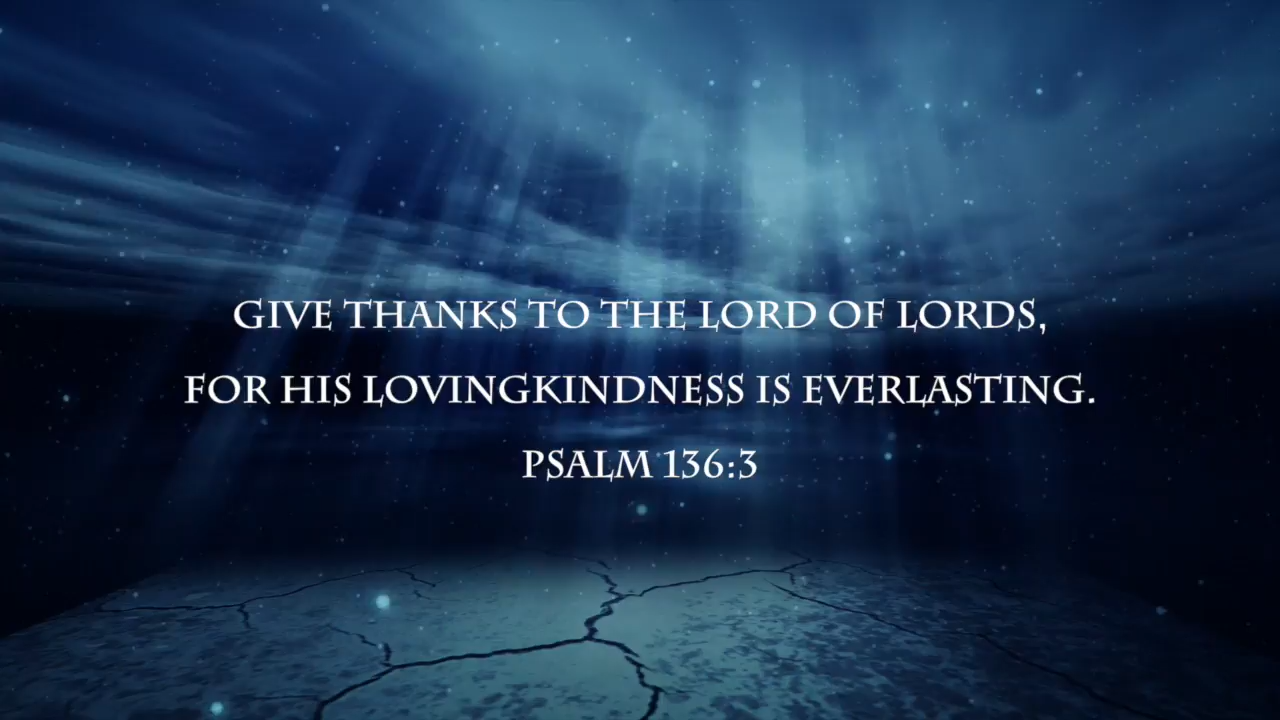 GIVE THANKS TO THE LORD OF LORDS,
FOR HIS LOVINGKINDNESS IS EVERLASTING.
PSALM 136:3